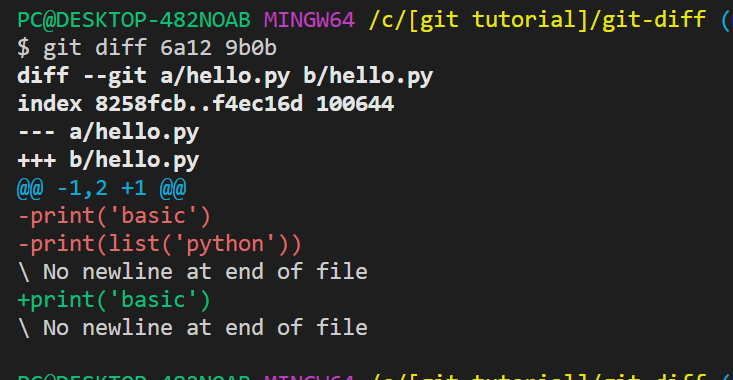 PC@DESKTOP-482NOAB MINGW64 /c/[git tutorial]/git-diff (
$ git diff 6a12 9b0b
diff --git a/hello.py b/hello.py
index 8258fcb..f4ec16d 100644
--- a/hello.py
+++ b/hello.py
@@ -1,2 +1 @@
-print('basic')
-print(list('python'))
\ No newline at end of file
+print('basic')
\ No newline at end of file
PC@DESKTOP-482NOAB MINGW64 /c/[git tutorial]/git-diff (